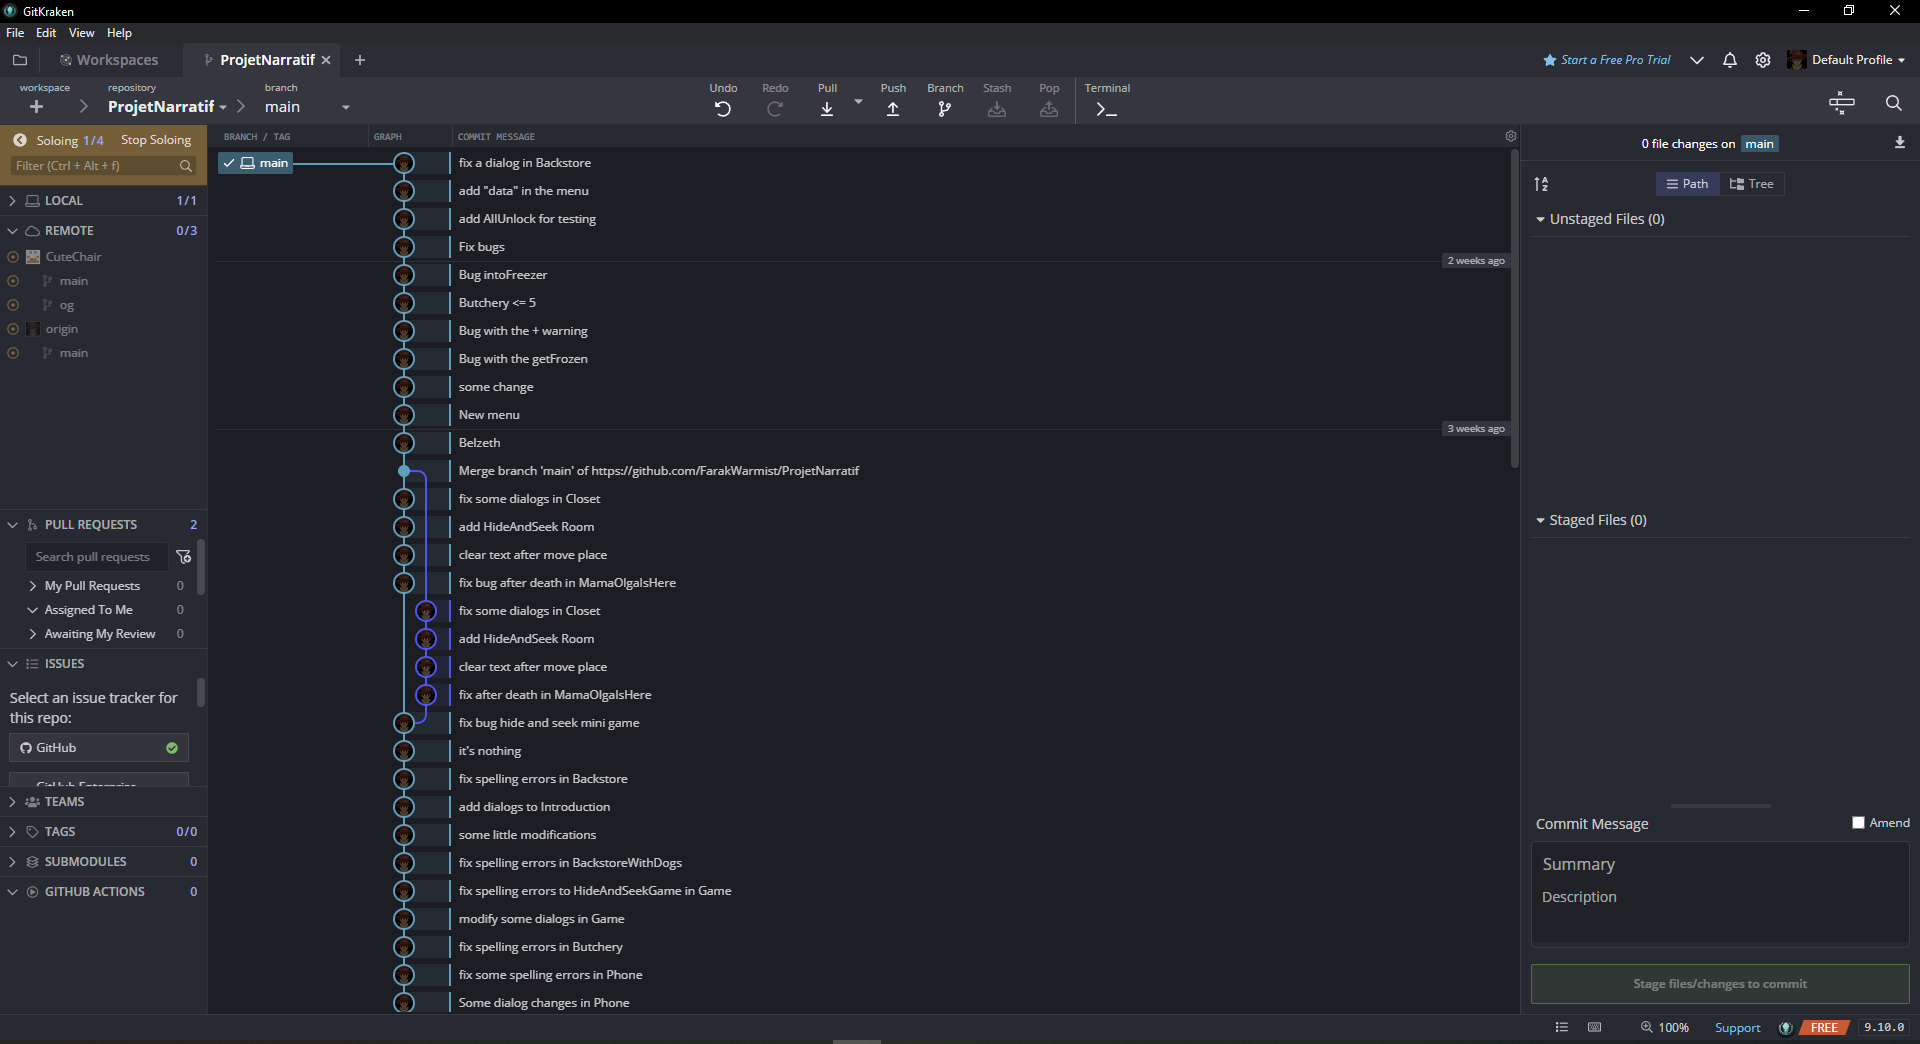 GitKraken
File Edit View Help
Workspaces ProjetNarratif
Start a Free Pro Trial Default Profile
workspace repository branch
ProjetNarratif main
Undo Redo Pull Push Branch Stash Pop Terminal
Soloing 1/4 Stop Soloing
Filter (Ctrl + Alt + f)
LOCAL 1/1
REMOTE 0/3
CuteChair
main
og
origin
main
PULL REQUESTS 2
Search pull requests
My Pull Requests 0
Assigned To Me 0
Awaiting My Review 0
ISSUES
Select an issue tracker for
this repo:
GitHub
GitHub Enterprise
TEAMS
TAGS 0/0
SUBMODULES 0
GITHUB ACTIONS 0
BRANCH / TAG GRAPH COMMIT MESSAGE
main fix a dialog in Backstore
add "data" in the menu
add AllUnlock for testing
Fix bugs
2 weeks ago
Bug intoFreezer
Butchery <= 5
Bug with the + warning
Bug with the getFrozen
some change
New menu
3 weeks ago
Belzeth
Merge branch 'main' of https://github.com/FarakWarmist/ProjetNarratif
fix some dialogs in Closet
add HideAndSeek Room
clear text after move place
fix bug after death in MamaOlgaIsHere
fix some dialogs in Closet
add HideAndSeek Room
clear text after move place
fix after death in MamaOlgaIsHere
fix bug hide and seek mini game
it's nothing
fix spelling errors in Backstore
add dialogs to Introduction
some little modifications
fix spelling errors in BackstoreWithDogs
fix spelling errors to HideAndSeekGame in Game
modify some dialogs in Game
fix spelling errors in Butchery
fix some spelling errors in Phone
Some dialog changes in Phone
0 file changes on main
Path Tree
Unstaged Files (0)
Staged Files (0)
Commit Message Amend
Summary
Description
Stage files/changes to commit
100% Support FREE 9.10.0